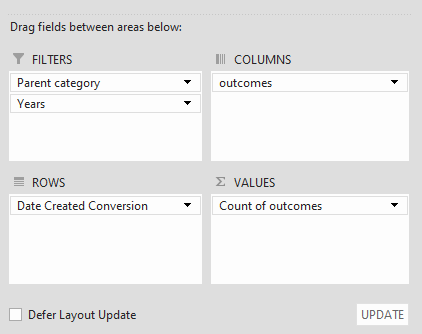 Drag fields between areas below:
FILTERS
Parent category
Years
COLUMNS
outcomes
ROWS
Date Created Conversion
Σ VALUES
Count of outcomes
Defer Layout Update
UPDATE